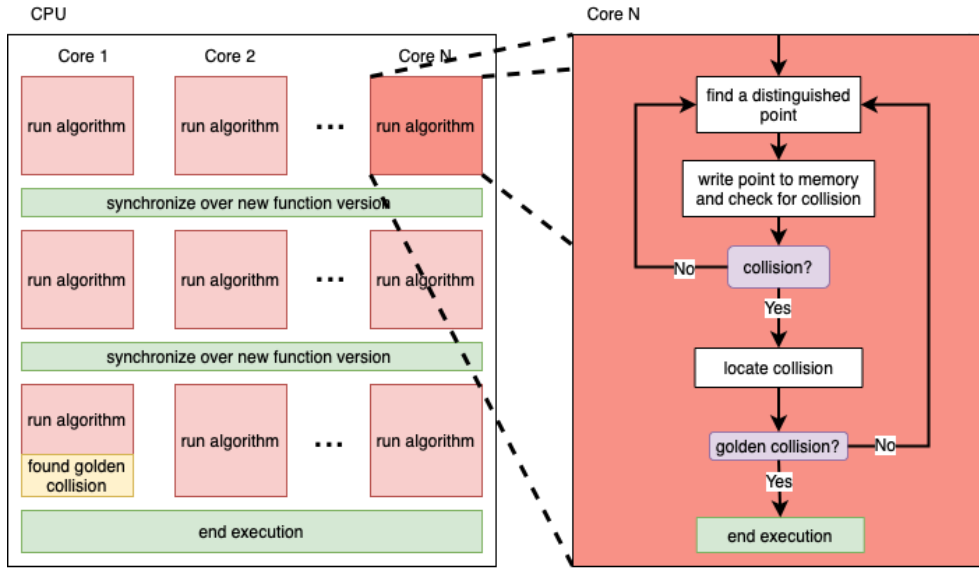 CPU
Core 1
Core 2
Core N
run algorithm
run algorithm
...
run algorithm
synchronize over new function version
run algorithm
run algorithm
...
run algorithm
synchronize over new function version
run algorithm
found golden
collision
run algorithm
...
run algorithm
end execution
Core N
find a distinguished
point
write point to memory
and check for collision
collision?
No
Yes
locate collision
golden collision?
No
Yes
end execution